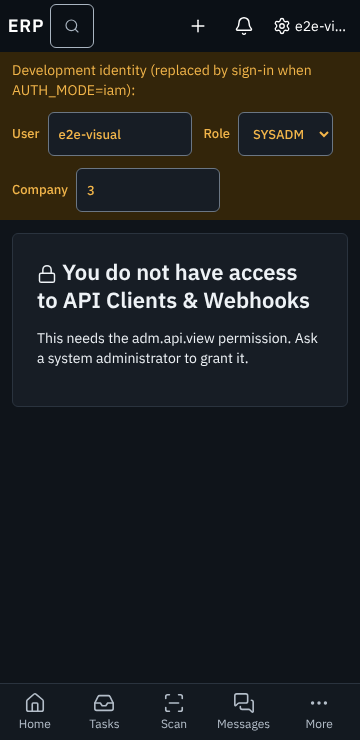 ERP
e2e-vi...
Development identity (replaced by sign-in when
AUTH_MODE=iam):
User e2e-visual Role SYSADM
Company 3
You do not have access
to API Clients & Webhooks
This needs the adm.api.view permission. Ask
a system administrator to grant it.
Home Tasks Scan Messages More